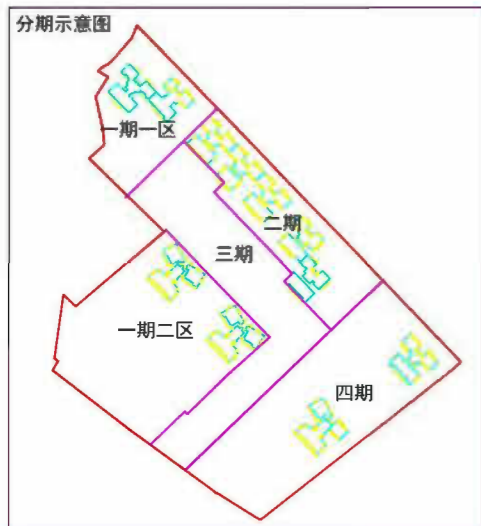 分期示意图
一期一区
二期
三期
一期二区
四期